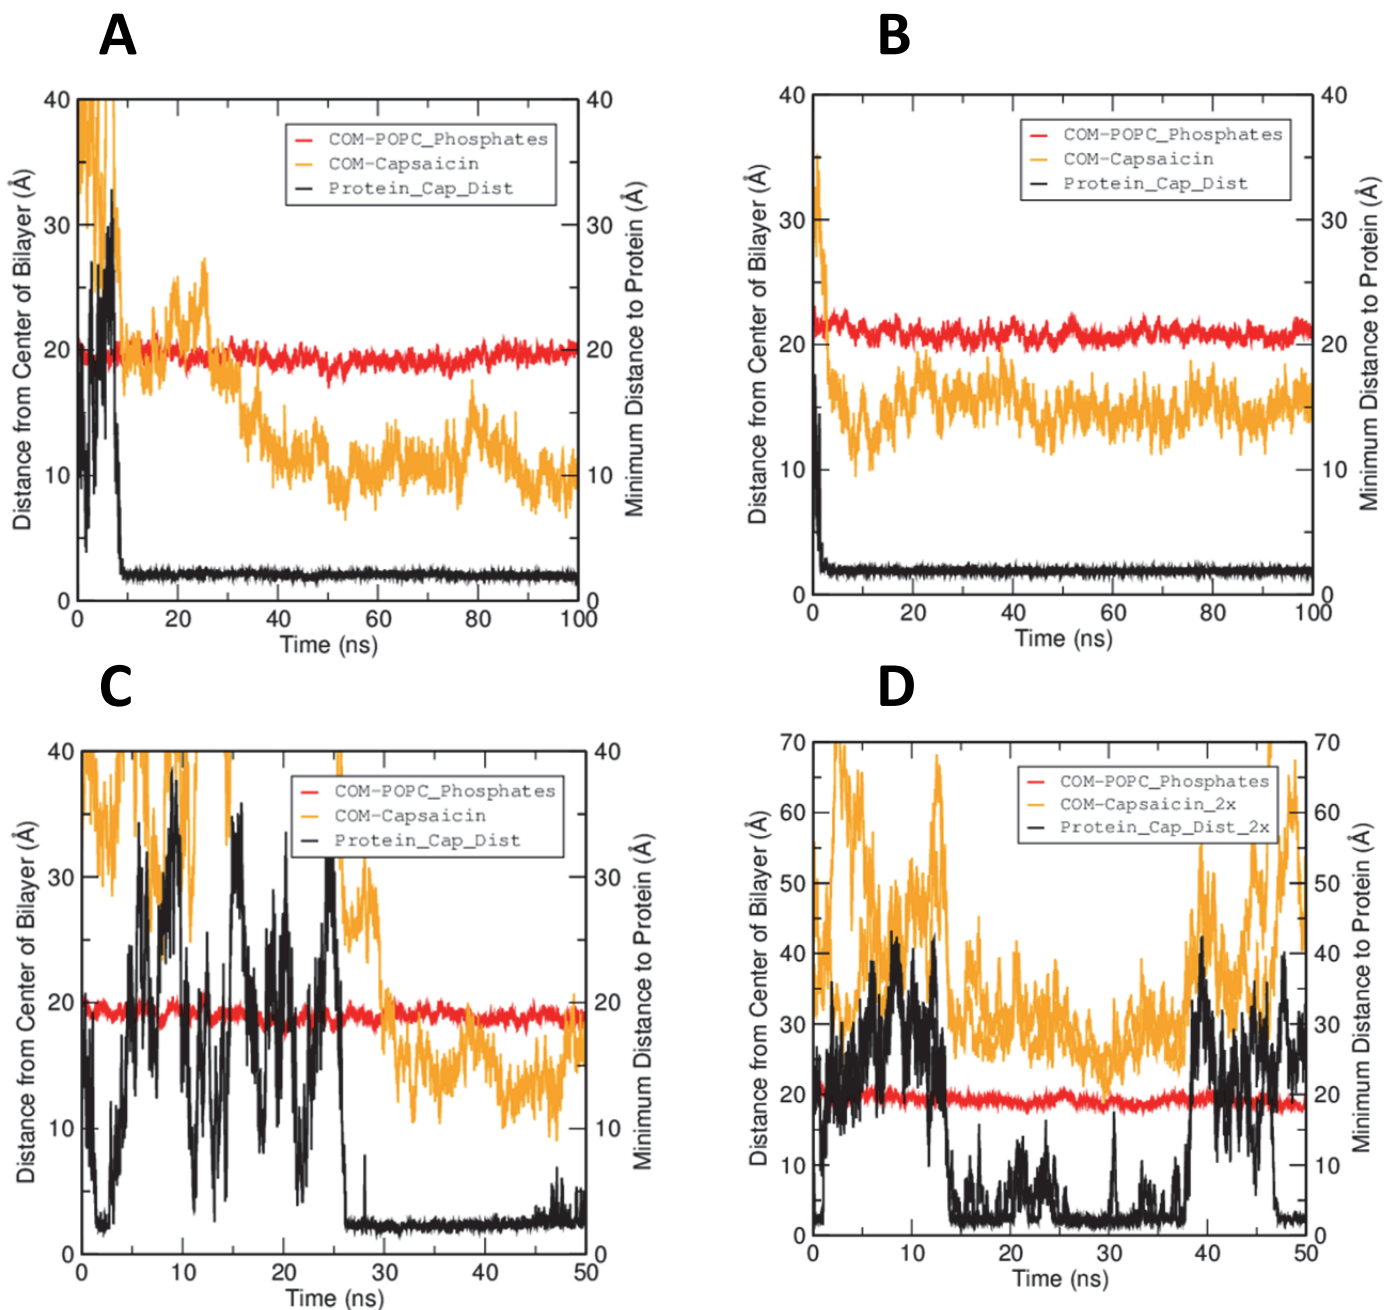 A
Distance from Center of Bilayer (Å)
Minimum Distance to Protein (Å)
40
30
20
10
0
40
30
20
10
0
COM-POPC_Phosphates
COM-Capsaicin
Protein_Cap_Dist
0 20 40 60 80 100
Time (ns)
B
Distance from Center of Bilayer (Å)
Minimum Distance to Protein (Å)
40
30
20
10
0
40
30
20
10
0
COM-POPC_Phosphates
COM-Capsaicin
Protein_Cap_Dist
0 20 40 60 80 100
Time (ns)
C
Distance from Center of Bilayer (Å)
Minimum Distance to Protein (Å)
40
30
20
10
0
40
30
20
10
0
COM-POPC_Phosphates
COM-Capsaicin
Protein_Cap_Dist
0 10 20 30 40 50
Time (ns)
D
Distance from Center of Bilayer (Å)
Minimum Distance to Protein (Å)
70
60
50
40
30
20
10
0
70
60
50
40
30
20
10
0
COM-POPC_Phosphates
COM-Capsaicin_2x
Protein_Cap_Dist_2x
0 10 20 30 40 50
Time (ns)